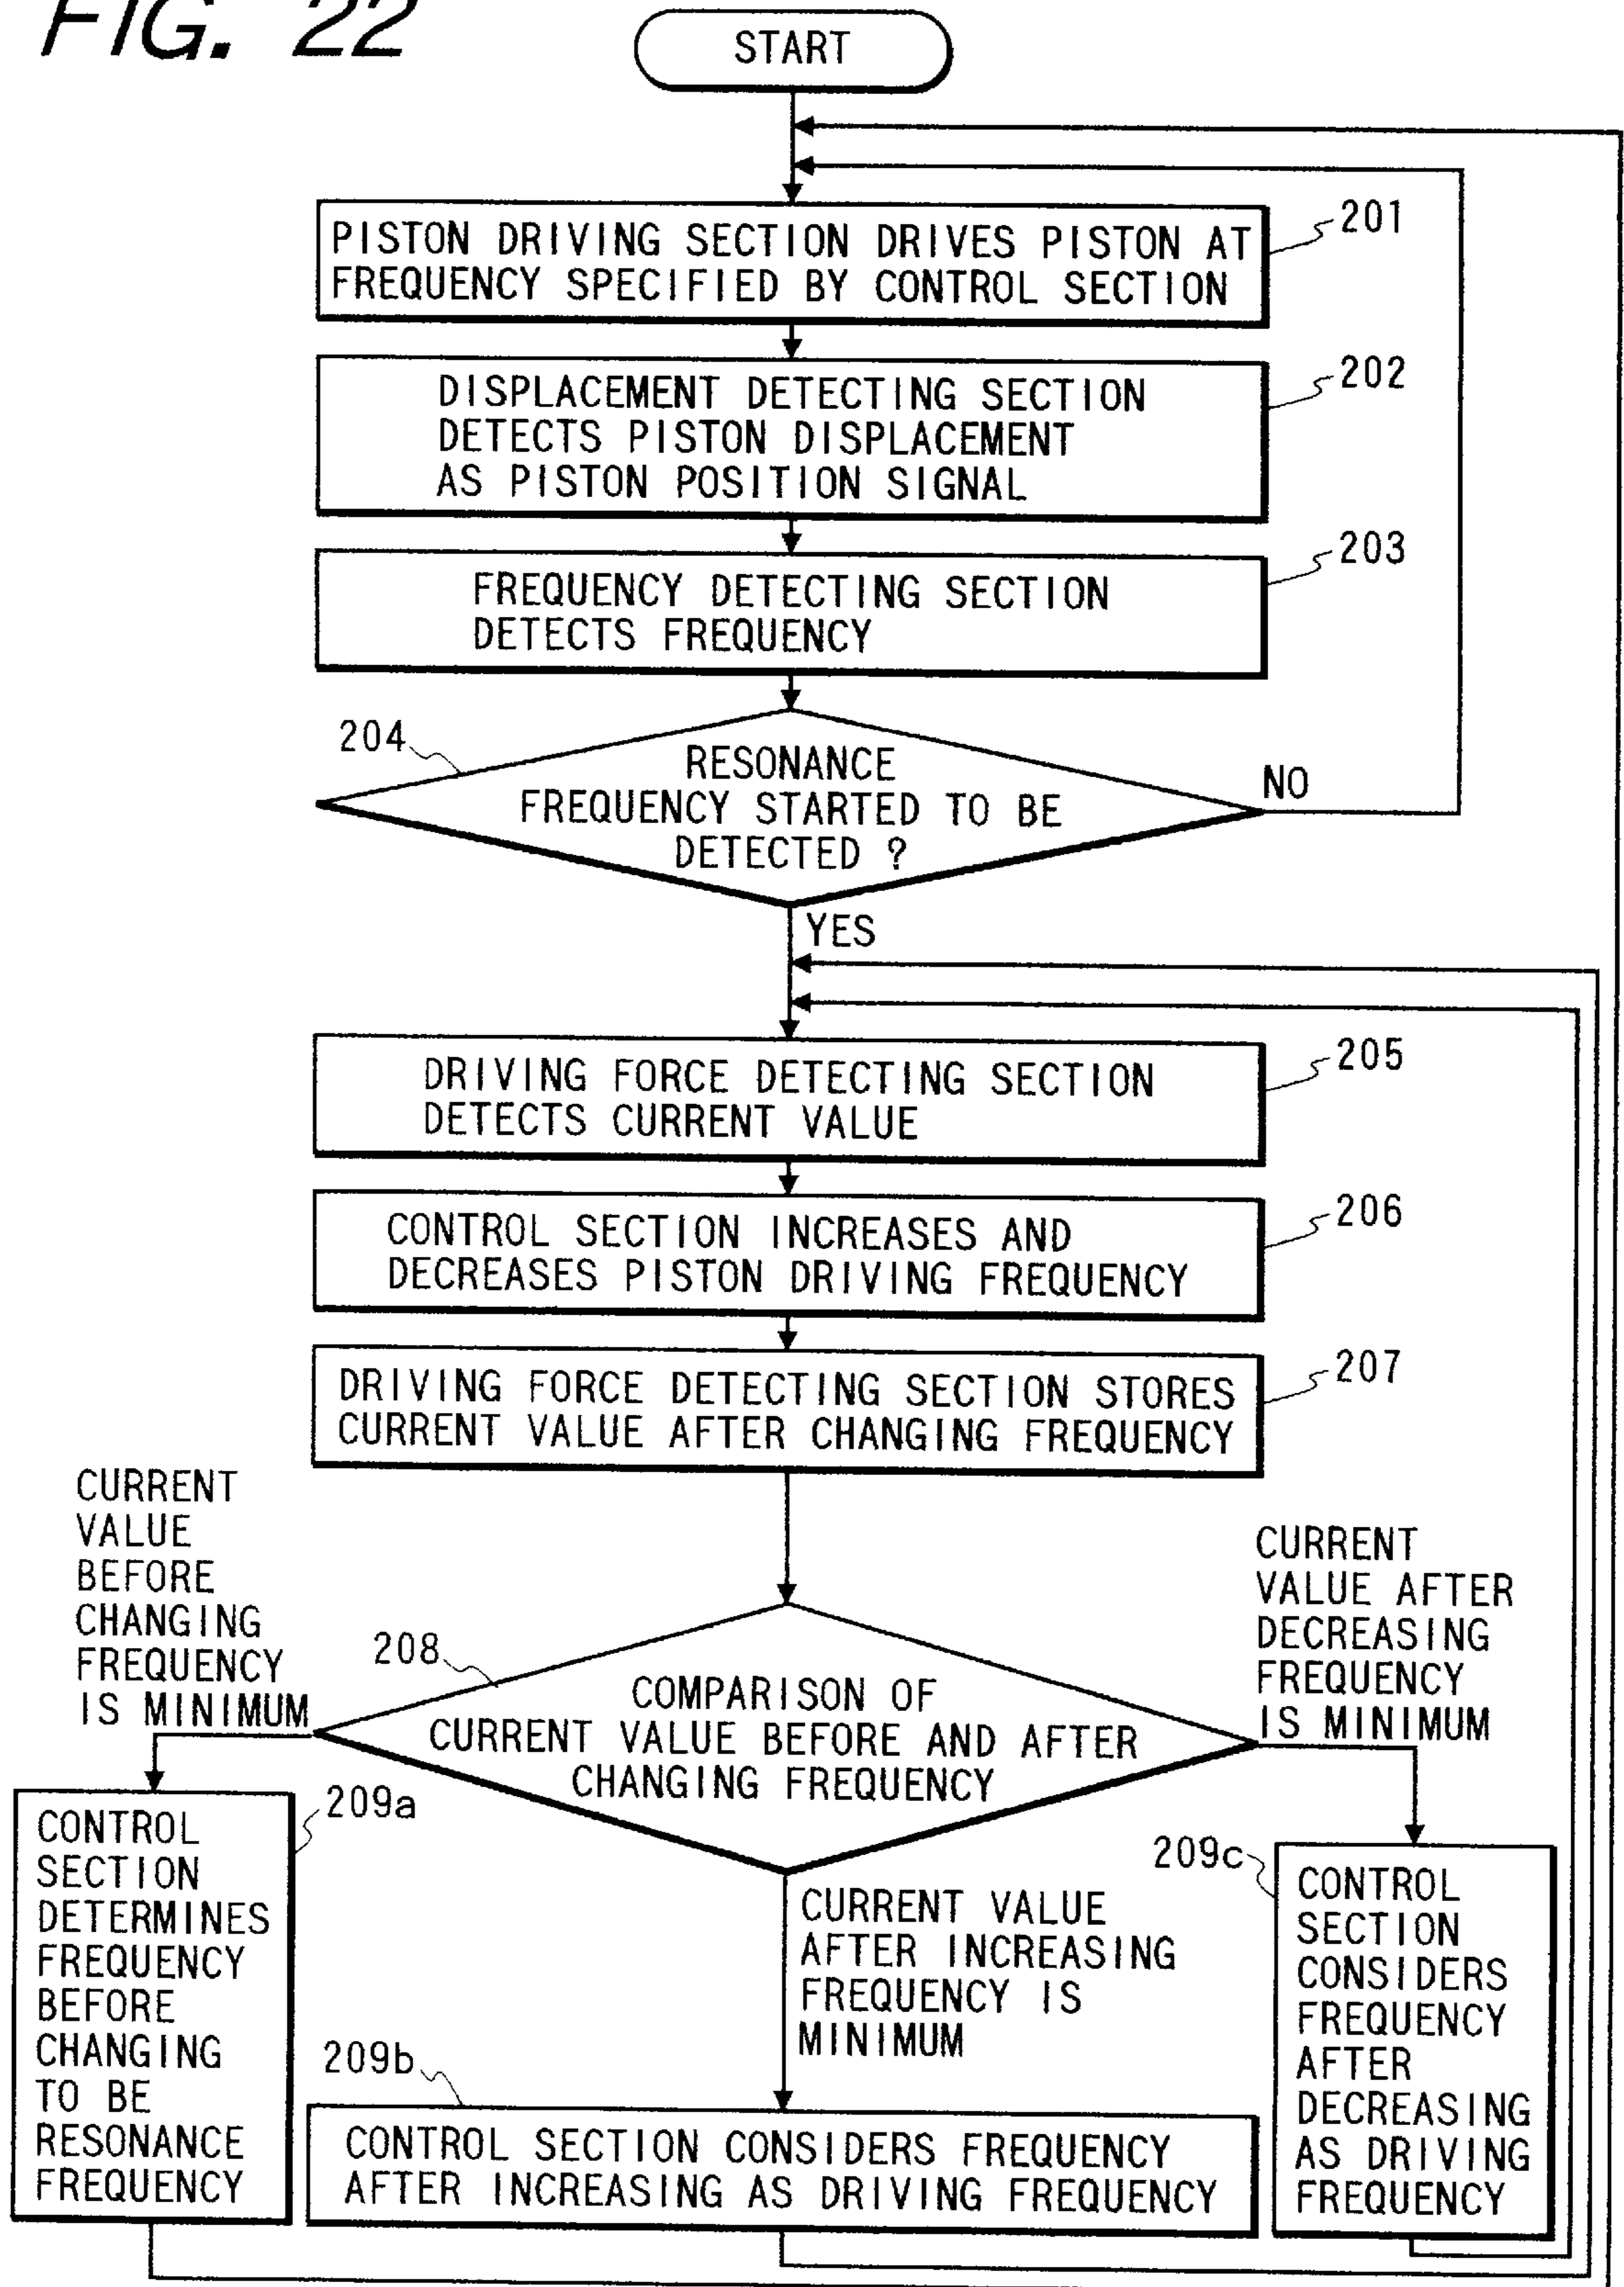 FIG. 22
START
PISTON DRIVING SECTION DRIVES PISTON AT
FREQUENCY SPECIFIED BY CONTROL SECTION
201
DISPLACEMENT DETECTING SECTION
DETECTS PISTON DISPLACEMENT
AS PISTON POSITION SIGNAL
202
FREQUENCY DETECTING SECTION
DETECTS FREQUENCY
203
204
RESONANCE
FREQUENCY STARTED TO BE
DETECTED ?
NO
YES
DRIVING FORCE DETECTING SECTION
DETECTS CURRENT VALUE
205
CONTROL SECTION INCREASES AND
DECREASES PISTON DRIVING FREQUENCY
206
DRIVING FORCE DETECTING SECTION STORES
CURRENT VALUE AFTER CHANGING FREQUENCY
207
CURRENT
VALUE
BEFORE
CHANGING
FREQUENCY
IS MINIMUM
208
COMPARISON OF
CURRENT VALUE BEFORE AND AFTER
CHANGING FREQUENCY
CURRENT
VALUE AFTER
DECREASING
FREQUENCY
IS MINIMUM
209a
CONTROL
SECTION
DETERMINES
FREQUENCY
BEFORE
CHANGING
TO BE
RESONANCE
FREQUENCY
CURRENT VALUE
AFTER INCREASING
FREQUENCY IS
MINIMUM
209b
CONTROL SECTION CONSIDERS FREQUENCY
AFTER INCREASING AS DRIVING FREQUENCY
209c
CONTROL
SECTION
CONSIDERS
FREQUENCY
AFTER
DECREASING
AS DRIVING
FREQUENCY